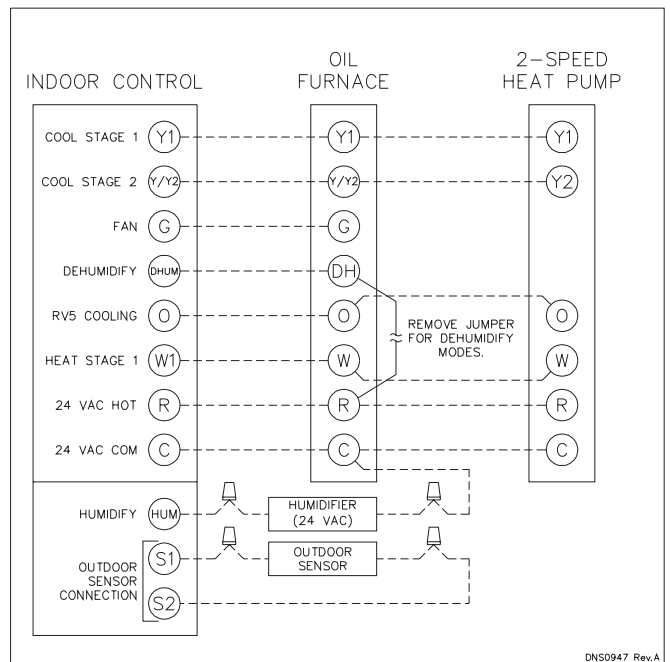 INDOOR CONTROL
OIL
FURNACE
2-SPEED
HEAT PUMP
COOL STAGE 1 Y1 Y1 Y1
COOL STAGE 2 Y/Y2 Y/Y2 Y2
FAN G G
DEHUMIDIFY DHUM DH
RV5 COOLING O O O
REMOVE JUMPER
FOR DEHUMIDIFY
MODES.
HEAT STAGE 1 W1 W W
24 VAC HOT R R R
24 VAC COM C C C
HUMIDIFY HUM
HUMIDIFIER
(24 VAC)
S1
OUTDOOR
SENSOR
OUTDOOR
SENSOR
CONNECTION
S2
DNS0947 Rev.A